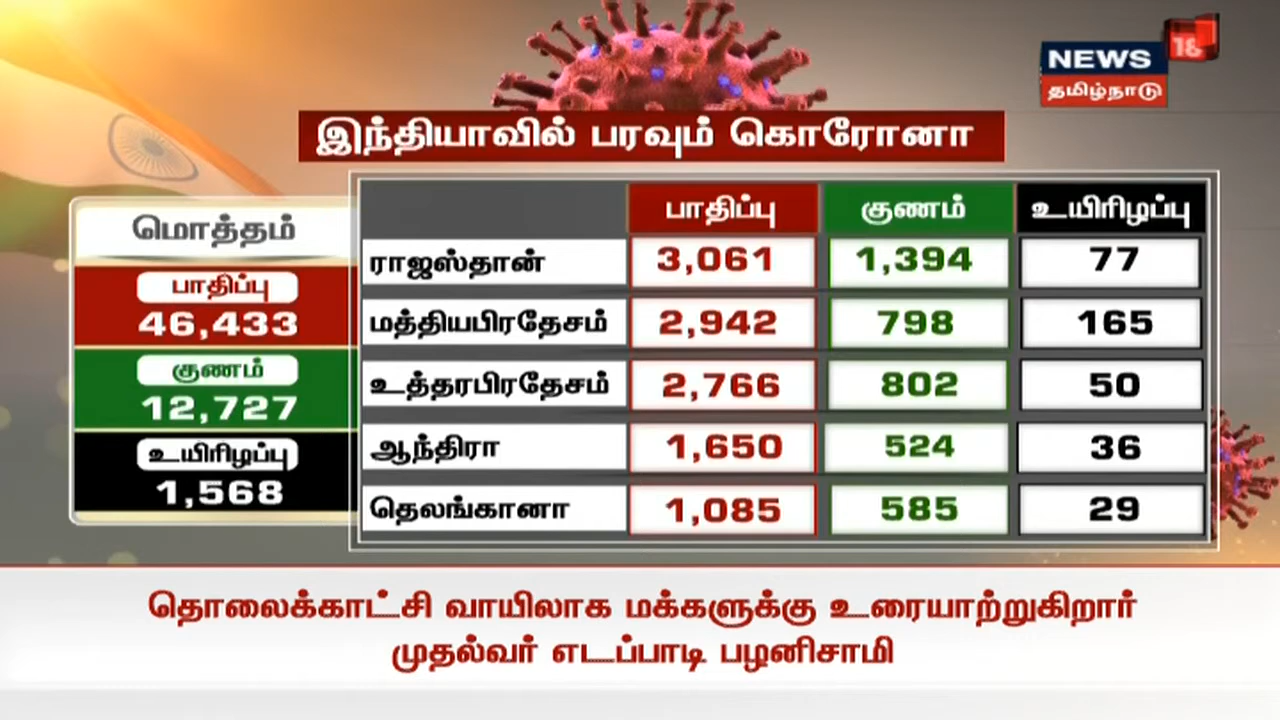 NEWS 18
தமிழ்நாடு
இந்தியாவில் பரவும் கொரோனா
மொத்தம்
பாதிப்பு
46,433
குணம்
12,727
உயிரிழப்பு
1,568
பாதிப்பு குணம் உயிரிழப்பு
ராஜஸ்தான் 3,061 1,394 77
மத்தியபிரதேசம் 2,942 798 165
உத்தரபிரதேசம் 2,766 802 50
ஆந்திரா 1,650 524 36
தெலங்கானா 1,085 585 29
தொலைக்காட்சி வாயிலாக மக்களுக்கு உரையாற்றுகிறார்
முதல்வர் எடப்பாடி பழனிசாமி